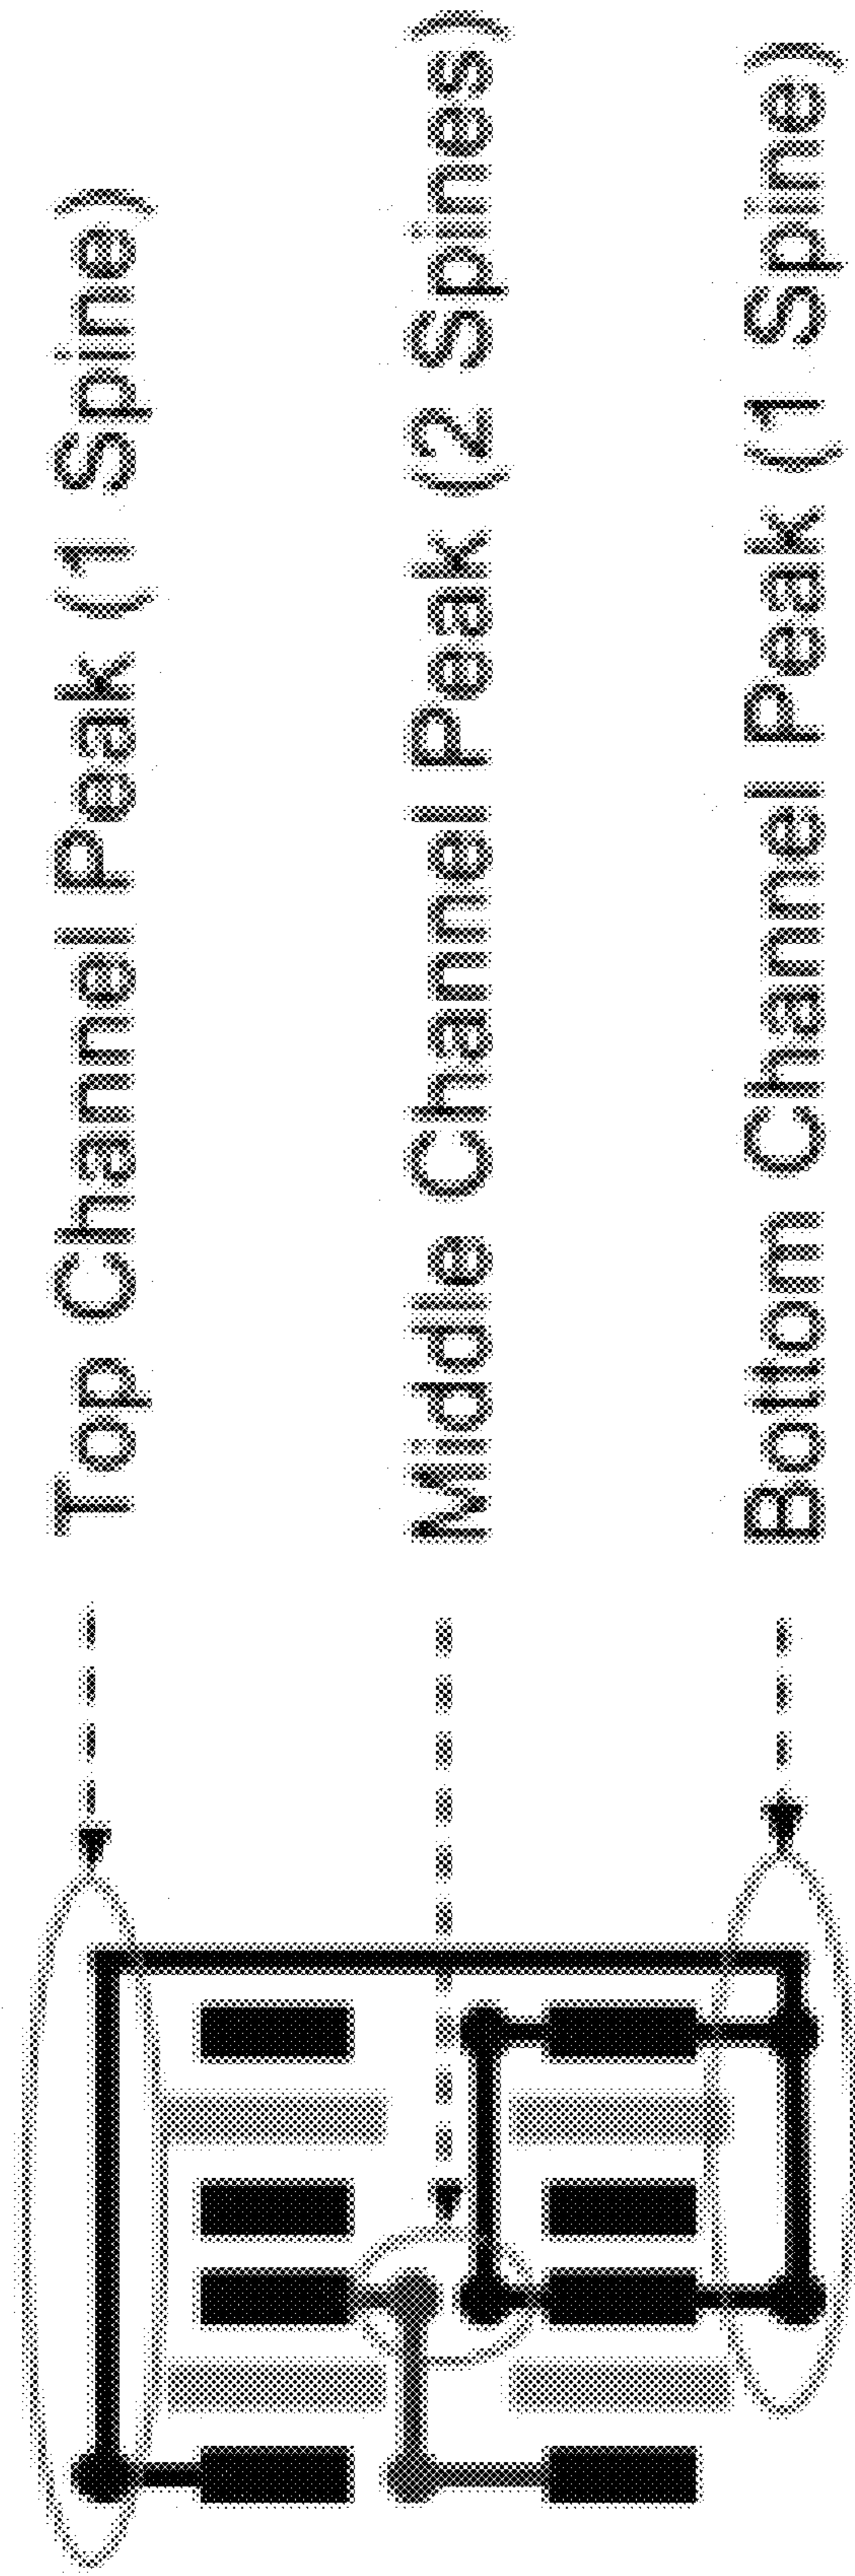 Top Channel Peak (1 Spine)
Middle Channel Peak (2 Spines)
Bottom Channel Peak (1 Spine)